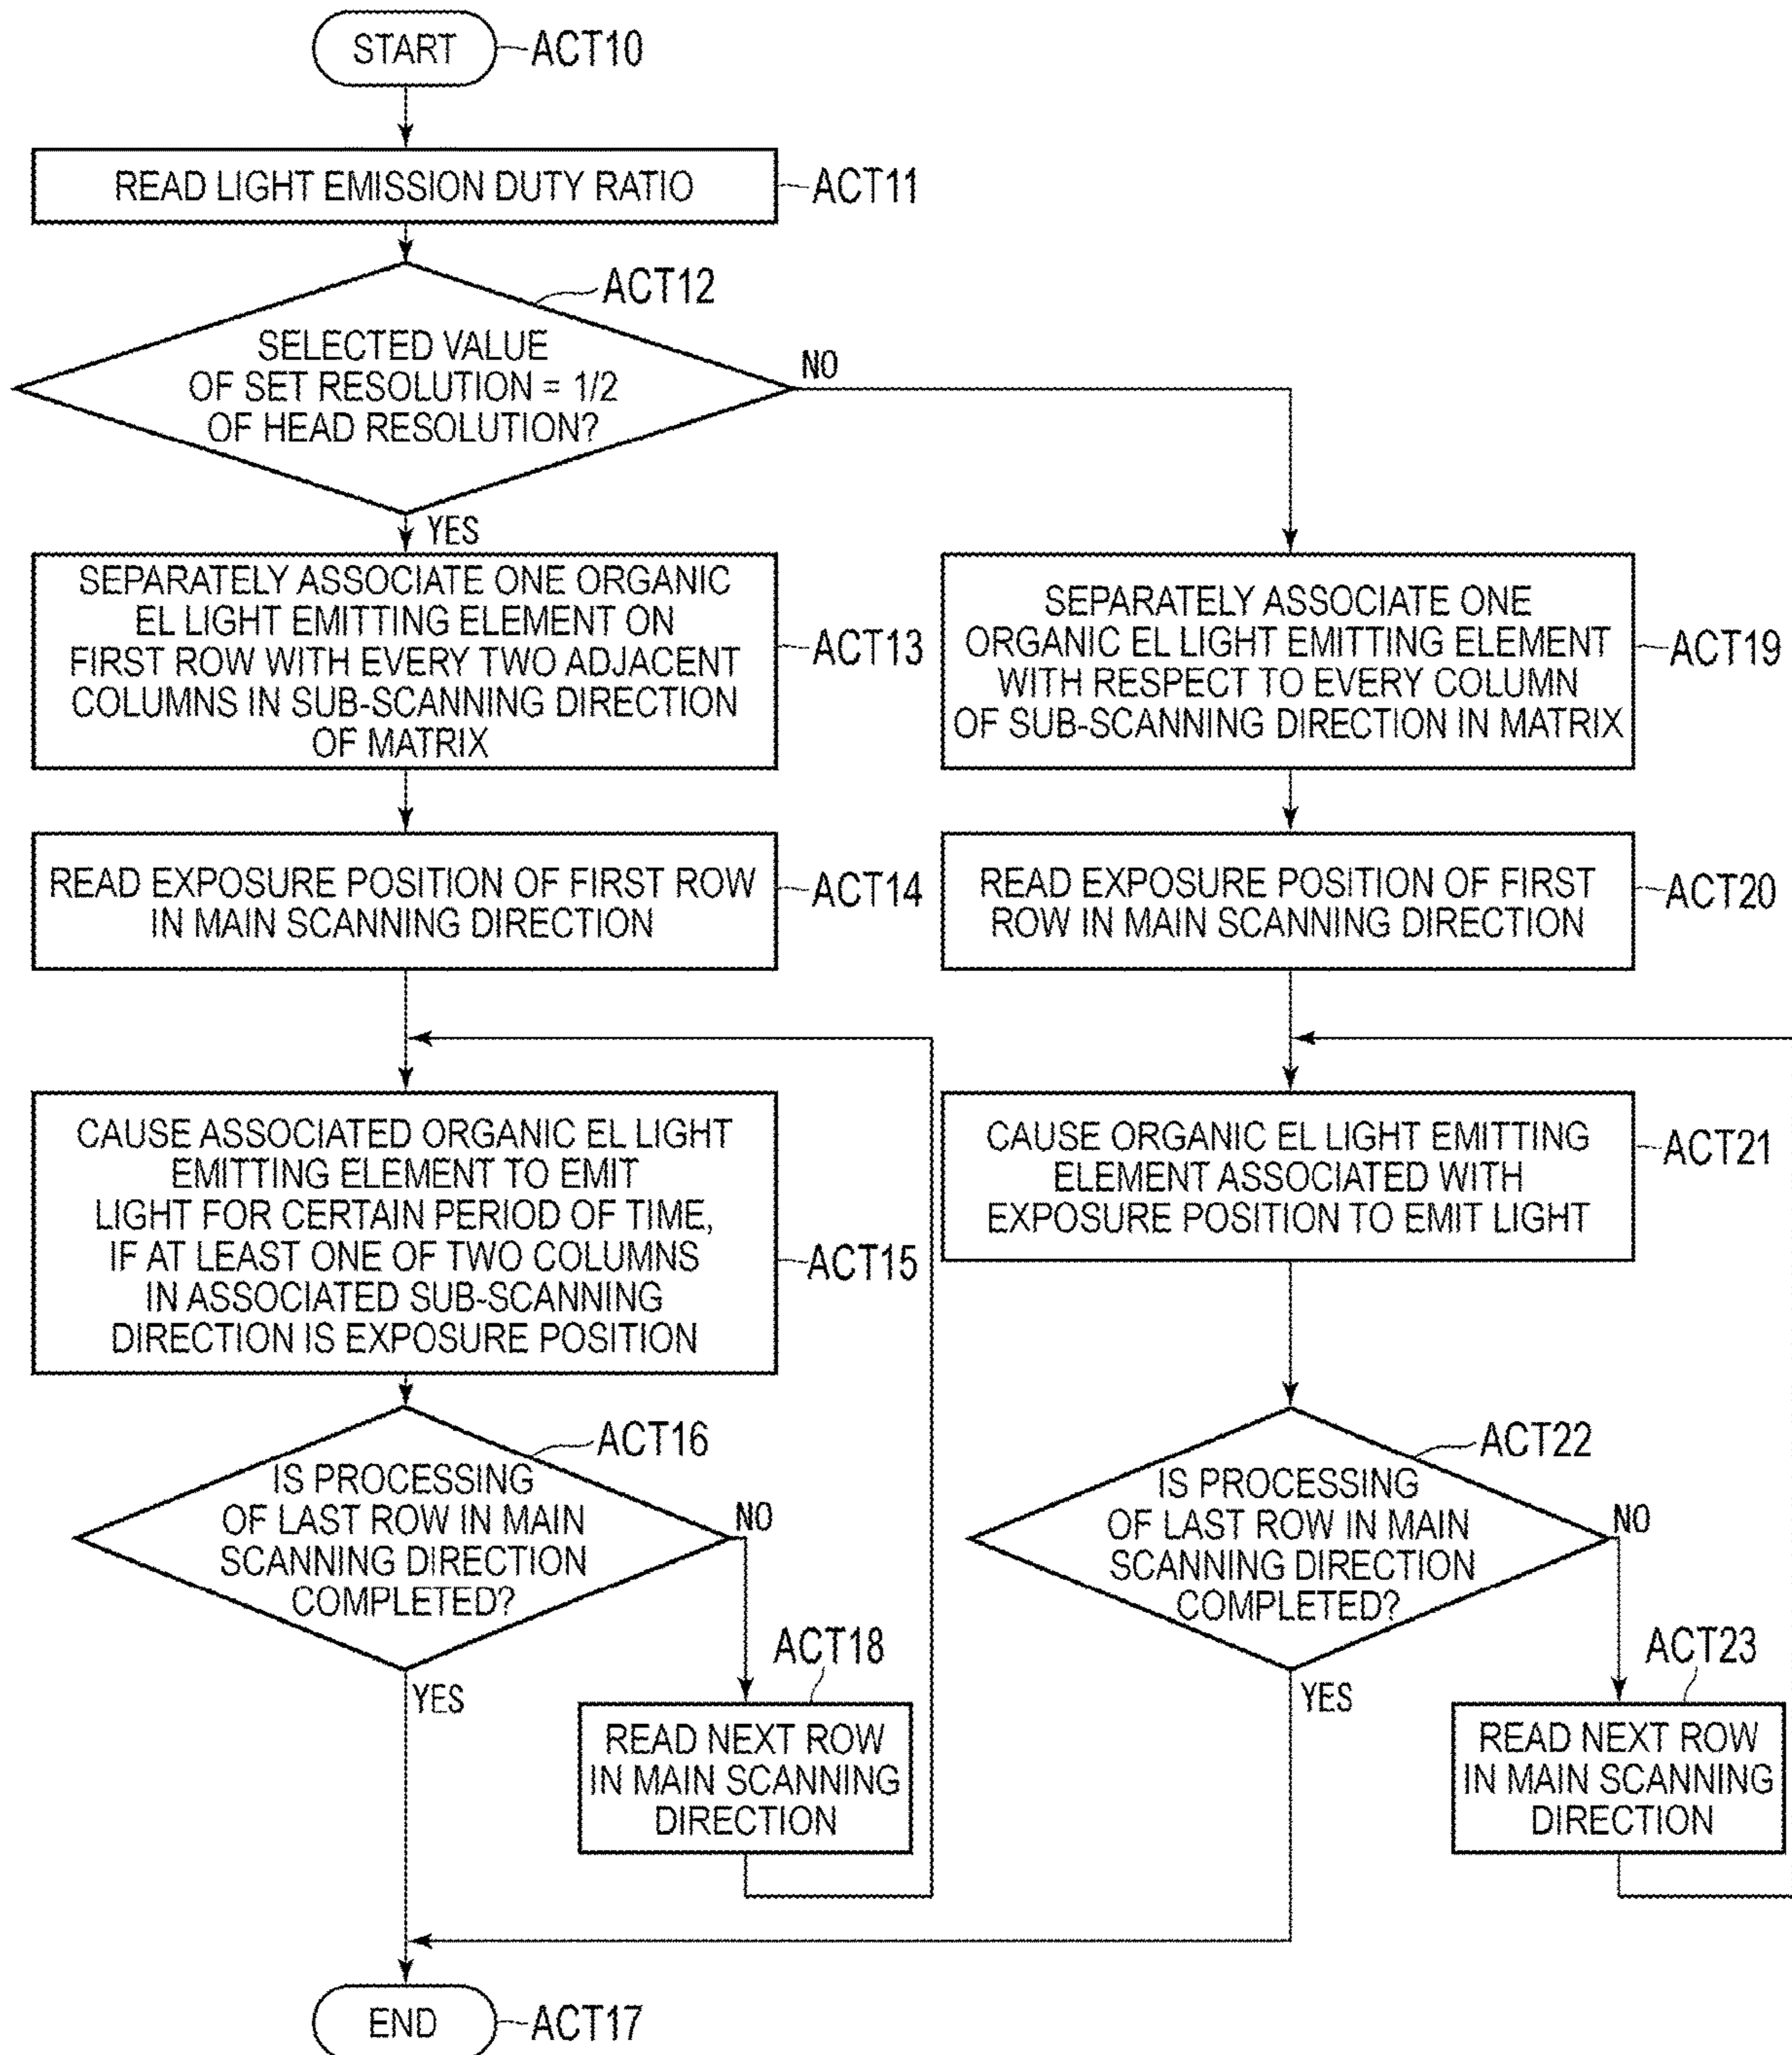 START
ACT10
READ LIGHT EMISSION DUTY RATIO
ACT11
ACT12
SELECTED VALUE
OF SET RESOLUTION = 1/2
OF HEAD RESOLUTION?
NO
YES
SEPARATELY ASSOCIATE ONE ORGANIC
EL LIGHT EMITTING ELEMENT ON
FIRST ROW WITH EVERY TWO ADJACENT
COLUMNS IN SUB-SCANNING DIRECTION
OF MATRIX
ACT13
SEPARATELY ASSOCIATE ONE
ORGANIC EL LIGHT EMITTING ELEMENT
WITH RESPECT TO EVERY COLUMN
OF SUB-SCANNING DIRECTION IN MATRIX
ACT19
READ EXPOSURE POSITION OF FIRST ROW
IN MAIN SCANNING DIRECTION
ACT14
READ EXPOSURE POSITION OF FIRST
ROW IN MAIN SCANNING DIRECTION
ACT20
CAUSE ASSOCIATED ORGANIC EL LIGHT
EMITTING ELEMENT TO EMIT
LIGHT FOR CERTAIN PERIOD OF TIME,
IF AT LEAST ONE OF TWO COLUMNS
IN ASSOCIATED SUB-SCANNING
DIRECTION IS EXPOSURE POSITION
ACT15
CAUSE ORGANIC EL LIGHT EMITTING
ELEMENT ASSOCIATED WITH
EXPOSURE POSITION TO EMIT LIGHT
ACT21
ACT16
IS PROCESSING
OF LAST ROW IN MAIN
SCANNING DIRECTION
COMPLETED?
NO
YES
ACT18
READ NEXT ROW
IN MAIN SCANNING
DIRECTION
ACT22
IS PROCESSING
OF LAST ROW IN MAIN
SCANNING DIRECTION
COMPLETED?
NO
YES
ACT23
READ NEXT ROW
IN MAIN SCANNING
DIRECTION
END
ACT17